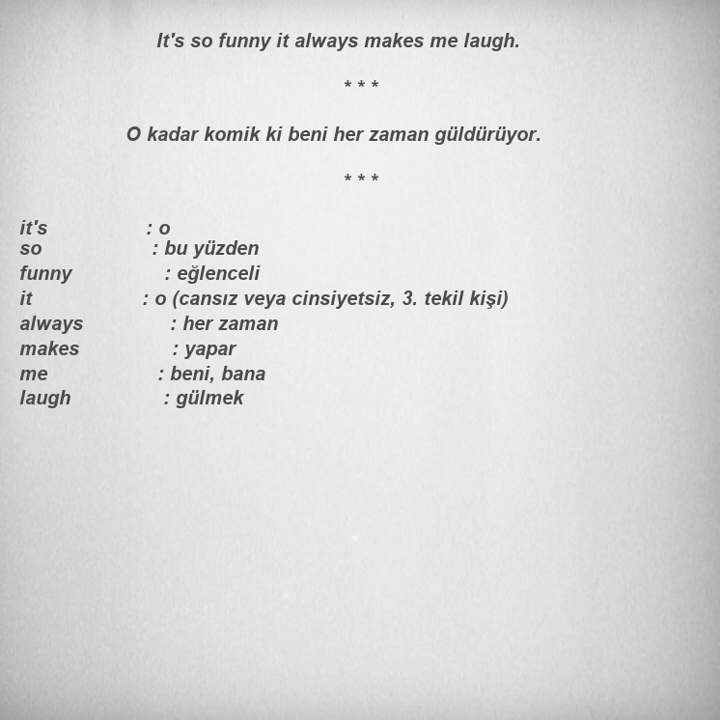 It's so funny it always makes me laugh.
* * *
O kadar komik ki beni her zaman güldürüyor.
* * *
it's : o
so : bu yüzden
funny : eğlenceli
it : o (cansız veya cinsiyetsiz, 3. tekil kişi)
always : her zaman
makes : yapar
me : beni, bana
laugh : gülmek